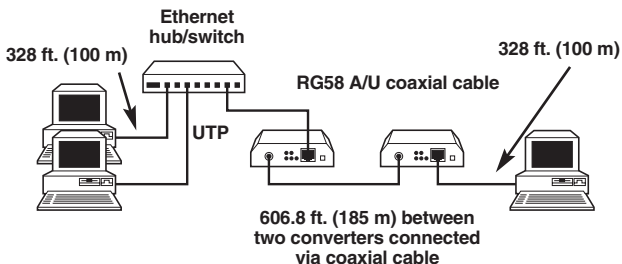 Ethernet
hub/switch
328 ft. (100 m)
328 ft. (100 m)
RG58 A/U coaxial cable
UTP
606.8 ft. (185 m) between
two converters connected
via coaxial cable